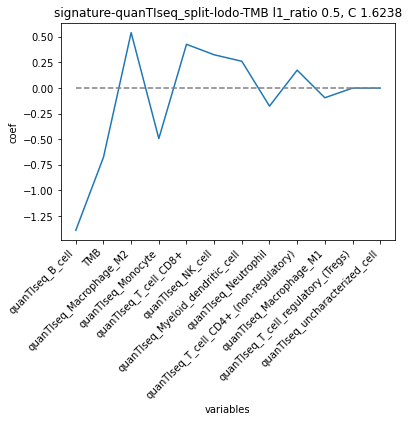 signature-quanTIseq_split-lodo-TMB l1_ratio 0.5, C 1.6238
0.50
0.25
0.00
−0.25
−0.50
−0.75
−1.00
−1.25
coef
quanTIseq_B_cell
TMB
quanTIseq_Macrophage_M2
quanTIseq_Monocyte
quanTIseq_T_cell_CD8+
quanTIseq_NK_cell
quanTIseq_Myeloid_dendritic_cell
quanTIseq_Neutrophil
quanTIseq_T_cell_CD4+_(non-regulatory)
quanTIseq_Macrophage_M1
quanTIseq_T_cell_regulatory_(Tregs)
quanTIseq_uncharacterized_cell
variables